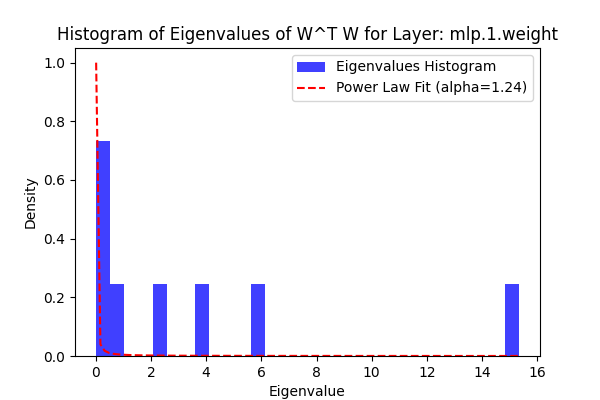 Histogram of Eigenvalues of W^T W for Layer: mlp.1.weight
Eigenvalues Histogram
Power Law Fit (alpha=1.24)
Density
1.0
0.8
0.6
0.4
0.2
0.0
0 2 4 6 8 10 12 14 16
Eigenvalue